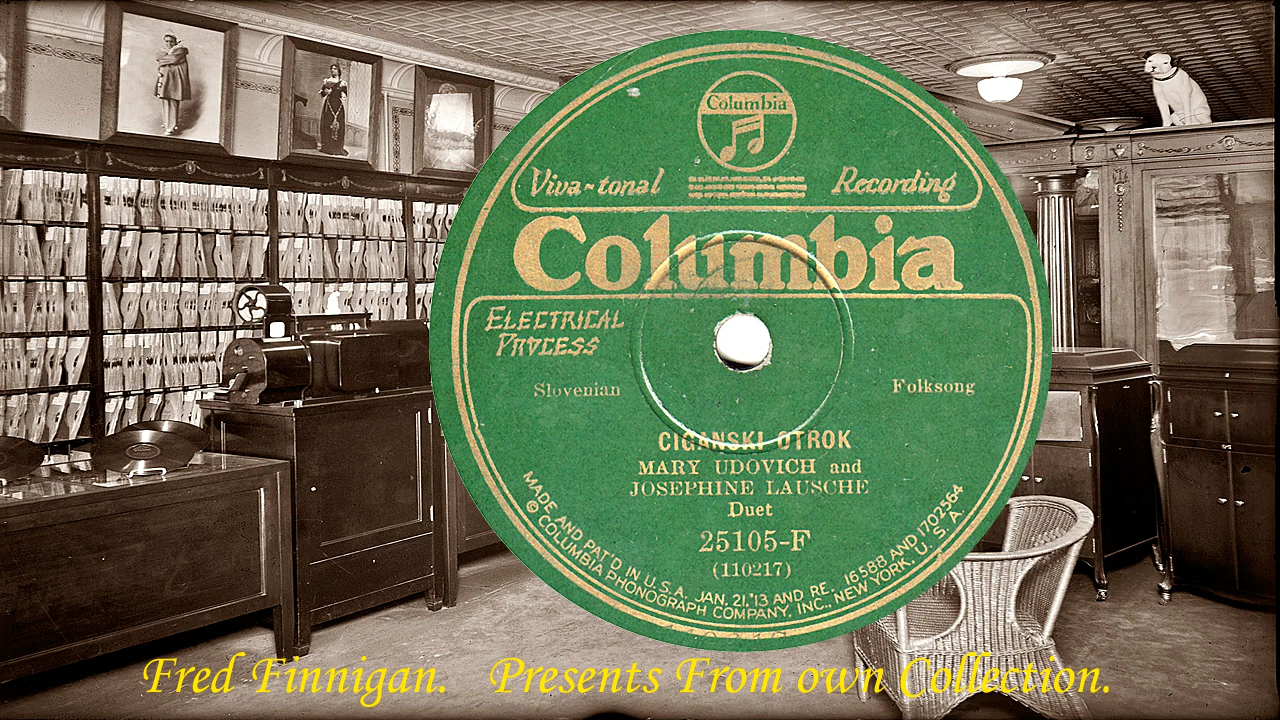 Columbia
Viva-tonal Recording
Columbia
ELECTRICAL
PROCESS
Slovenian Folksong
CIGANSKI OTROK
MARY UDOVICH and
JOSEPHINE LAUSCHE
Duet
25105-F
(110217)
MADE AND PAT'D IN U.S.A. JAN. 21,'13 AND RE. 16588 AND 1702564
© COLUMBIA PHONOGRAPH COMPANY, INC., NEW YORK, U. S. A.
Fred Finnigan. Presents From own Collection.